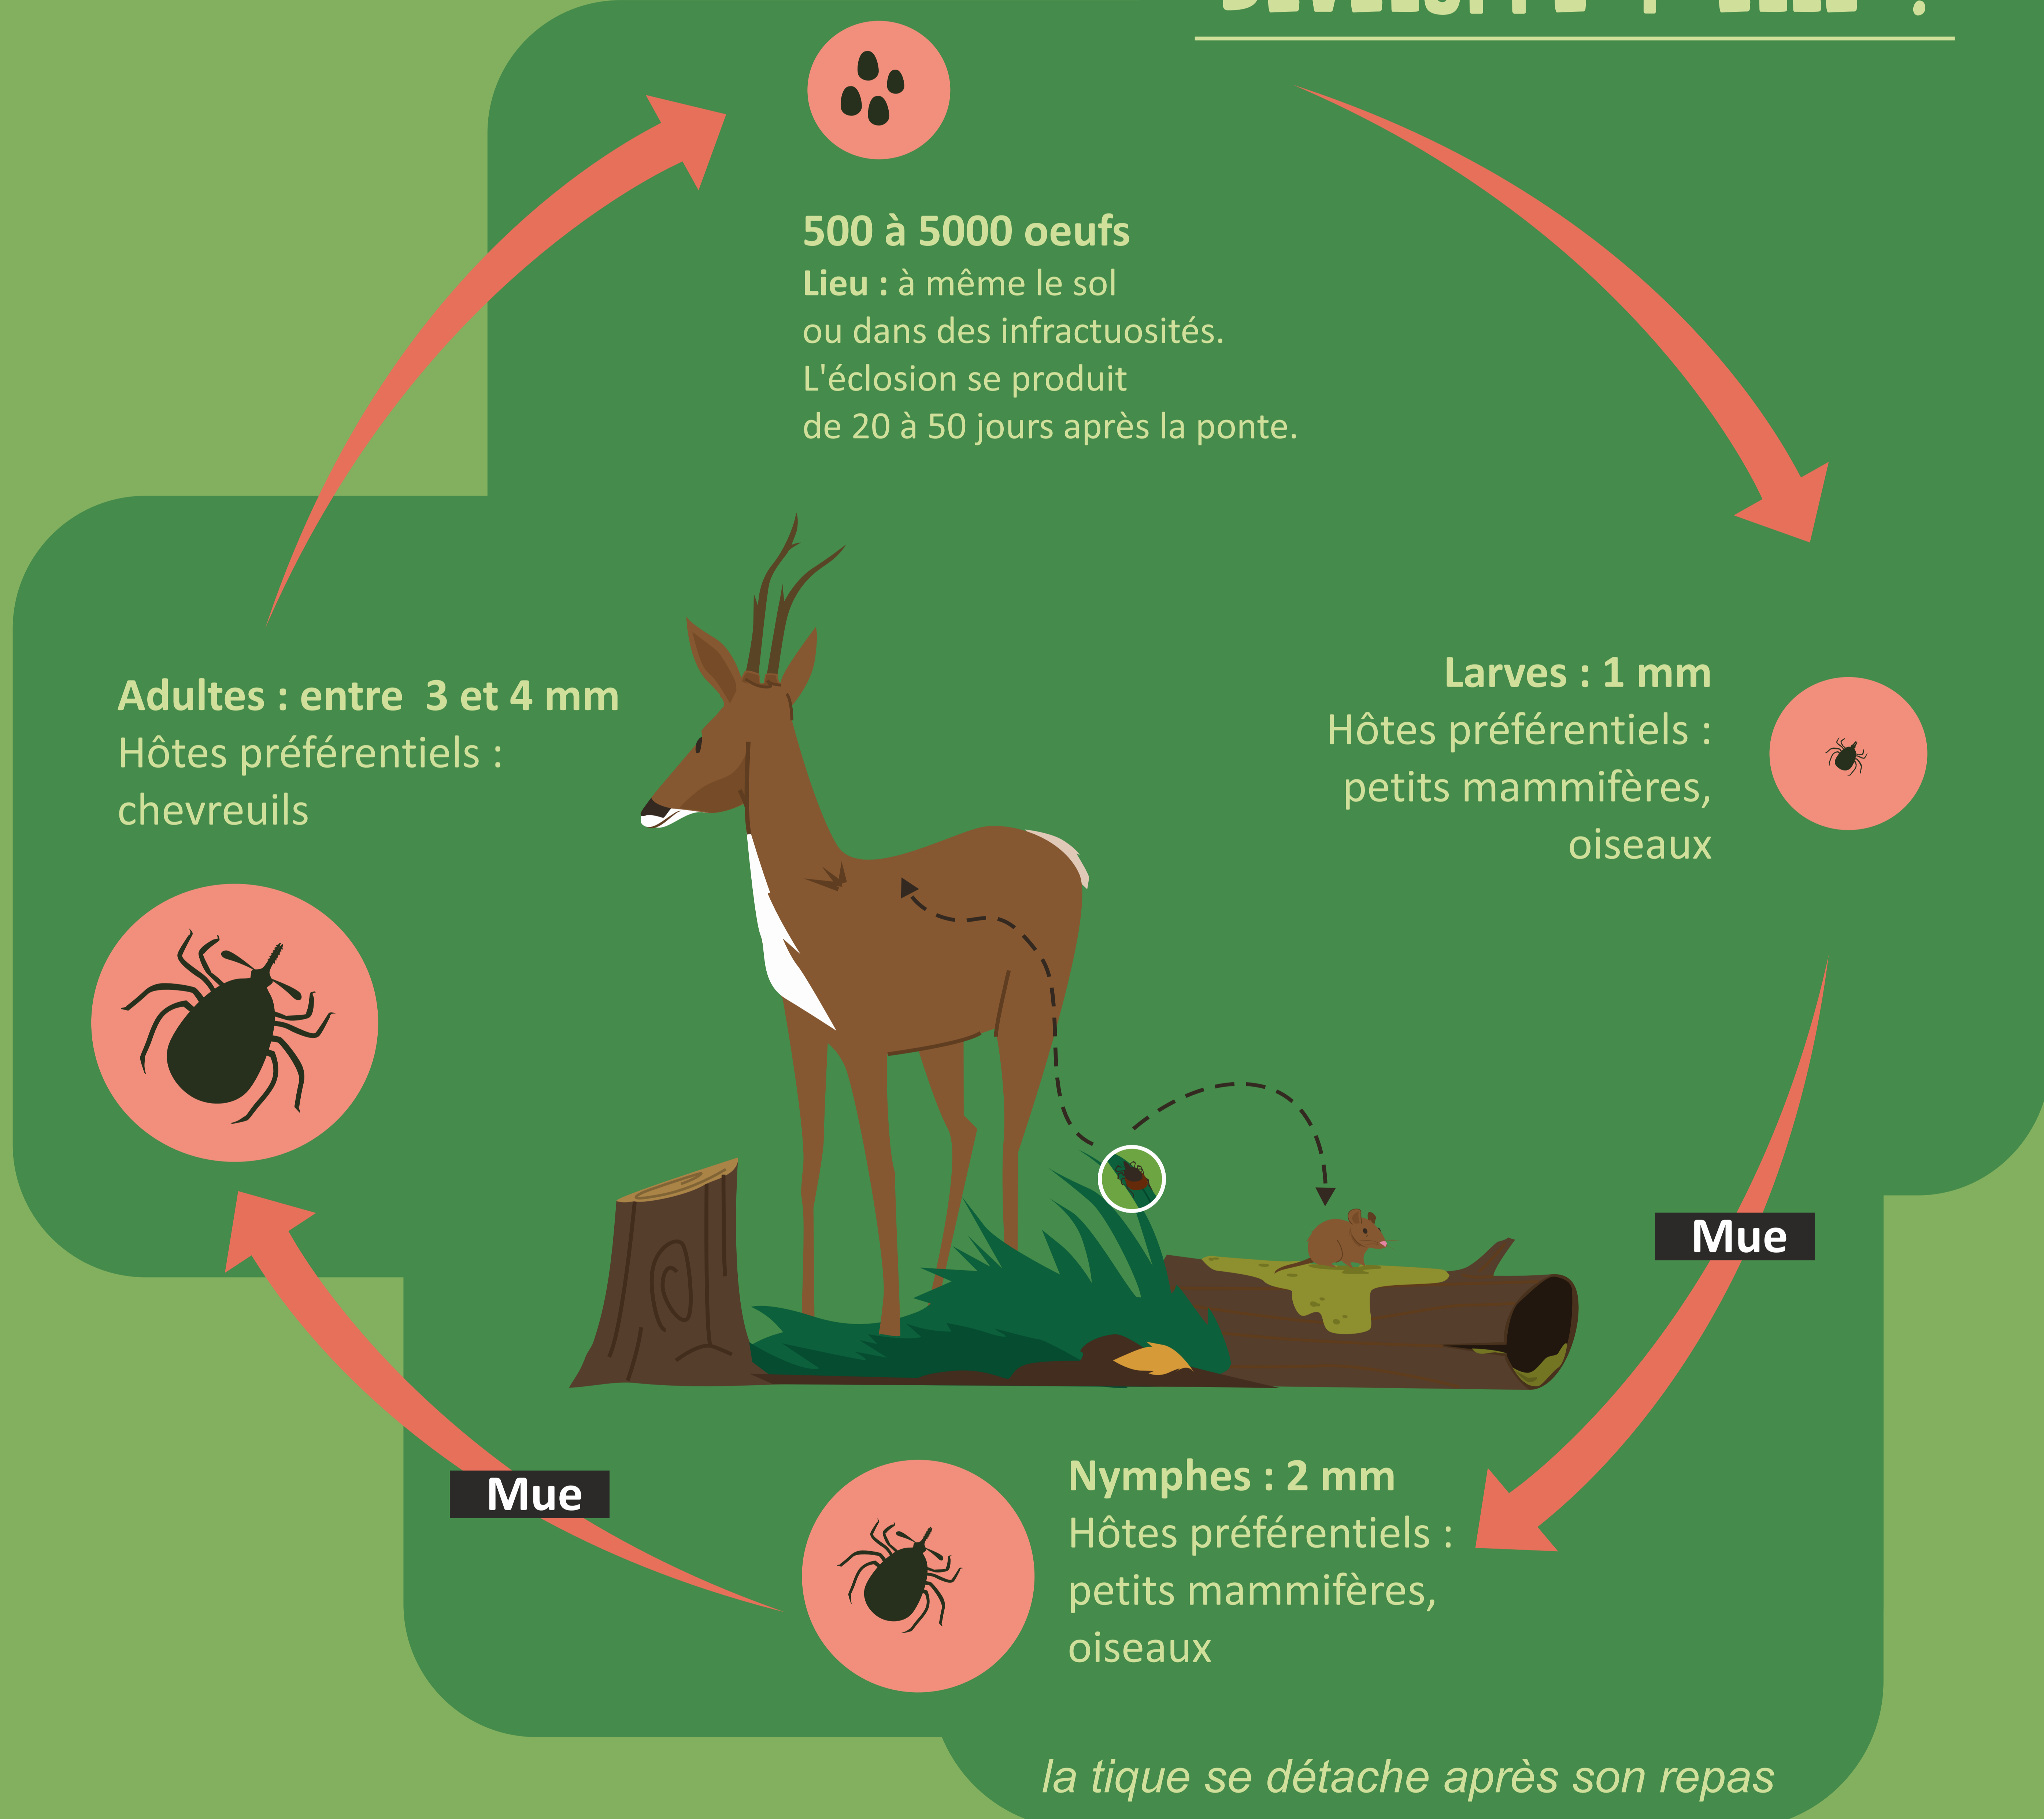 500 à 5000 oeufs
Lieu : à même le sol
ou dans des infractuosités.
L'éclosion se produit
de 20 à 50 jours après la ponte.
Adultes : entre 3 et 4 mm
Hôtes préférentiels :
chevreuils
Larves : 1 mm
Hôtes préférentiels :
petits mammifères,
oiseaux
Mue
Mue
Nymphes : 2 mm
Hôtes préférentiels :
petits mammifères,
oiseaux
la tique se détache après son repas